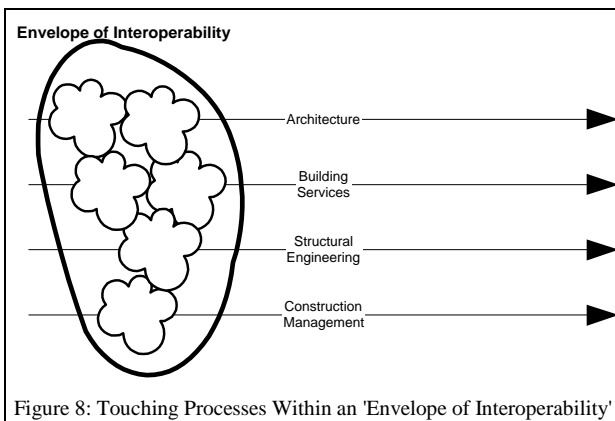 Envelope of Interoperability
Architecture
Building
Services
Structural
Engineering
Construction
Management
Figure 8: Touching Processes Within an 'Envelope of Interoperability'